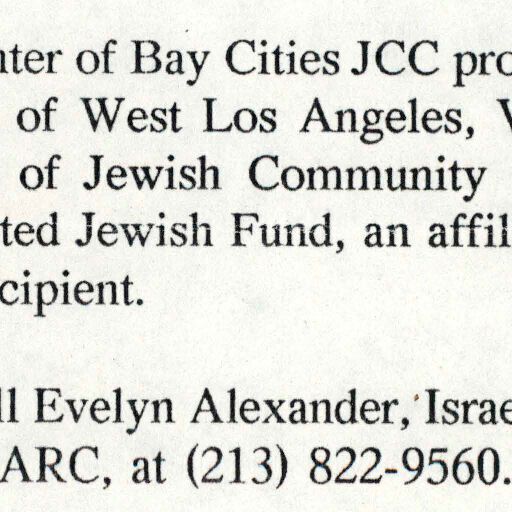 nter of Bay Cities JCC pro
of West Los Angeles, V
of Jewish Community
ted Jewish Fund, an affil
cipient.
ll Evelyn Alexander, Israe
ARC, at (213) 822-9560.